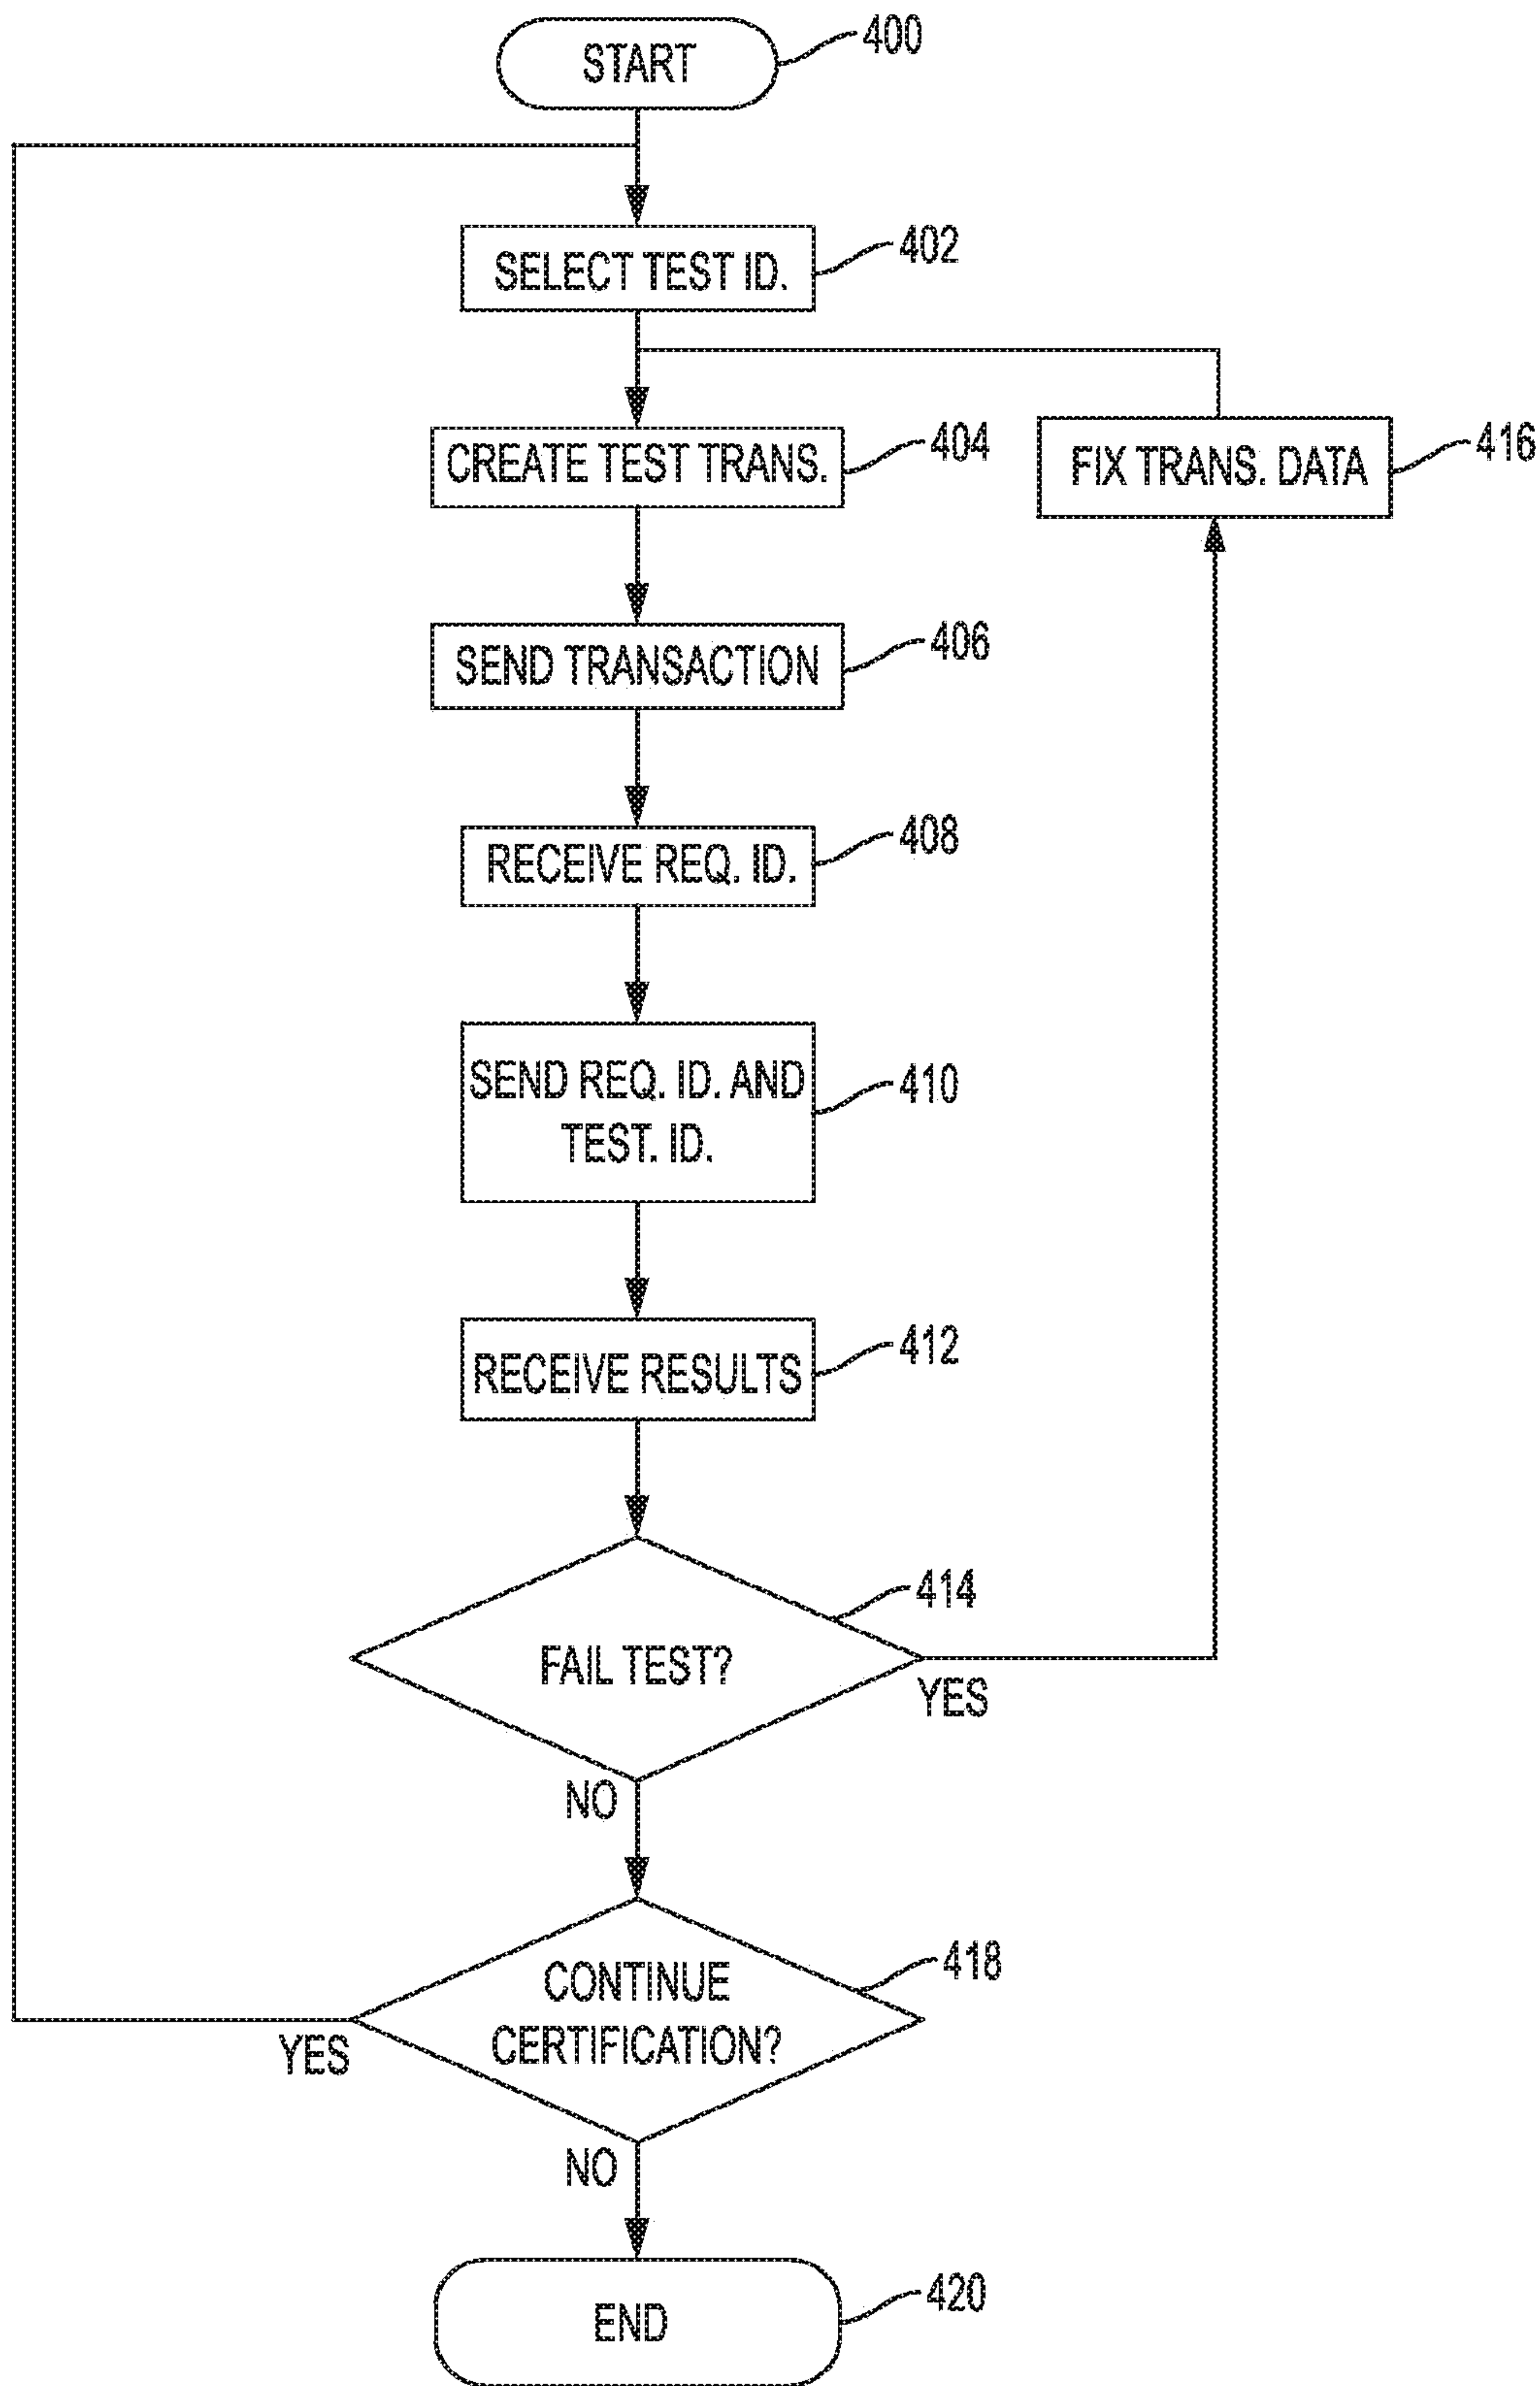 START
400
SELECT TEST ID.
402
CREATE TEST TRANS.
404
FIX TRANS. DATA
416
SEND TRANSACTION
406
RECEIVE REQ. ID.
408
SEND REQ. ID. AND
TEST. ID.
410
RECEIVE RESULTS
412
FAIL TEST?
414
YES
NO
CONTINUE
CERTIFICATION?
418
YES
NO
END
420